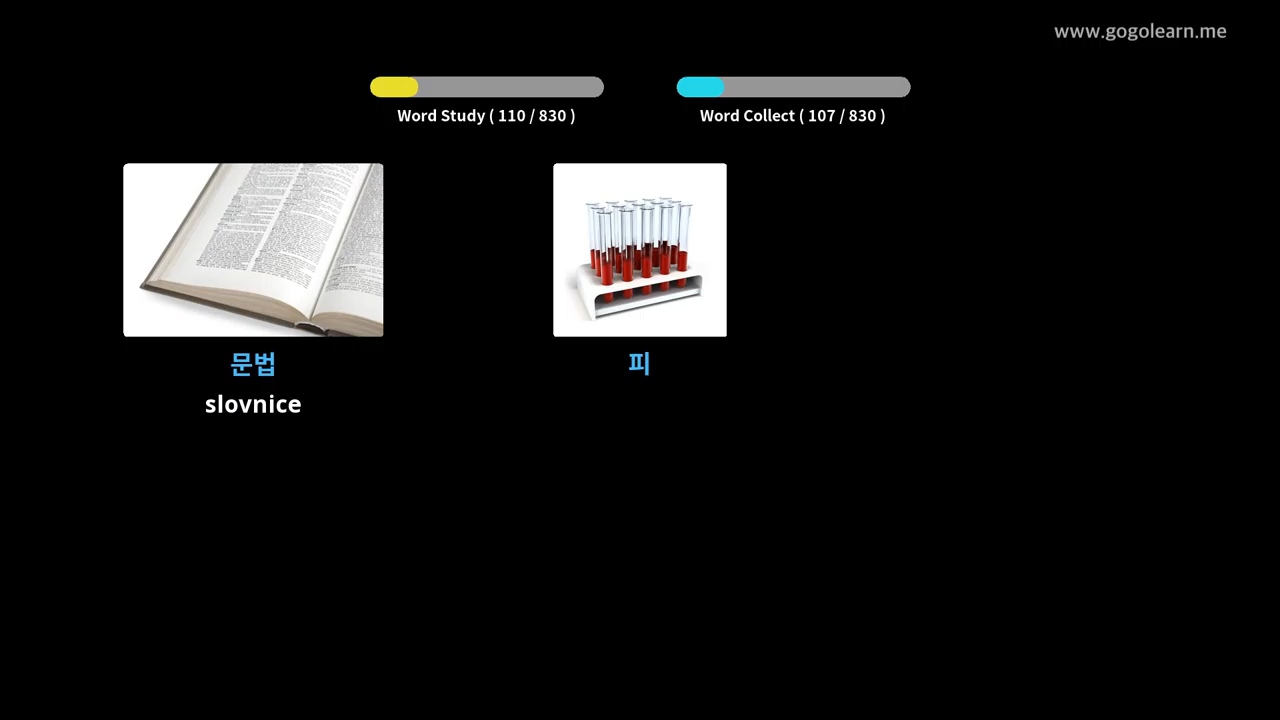 www.gogolearn.me
Word Study ( 110 / 830 )
Word Collect ( 107 / 830 )
문법
피
slovnice